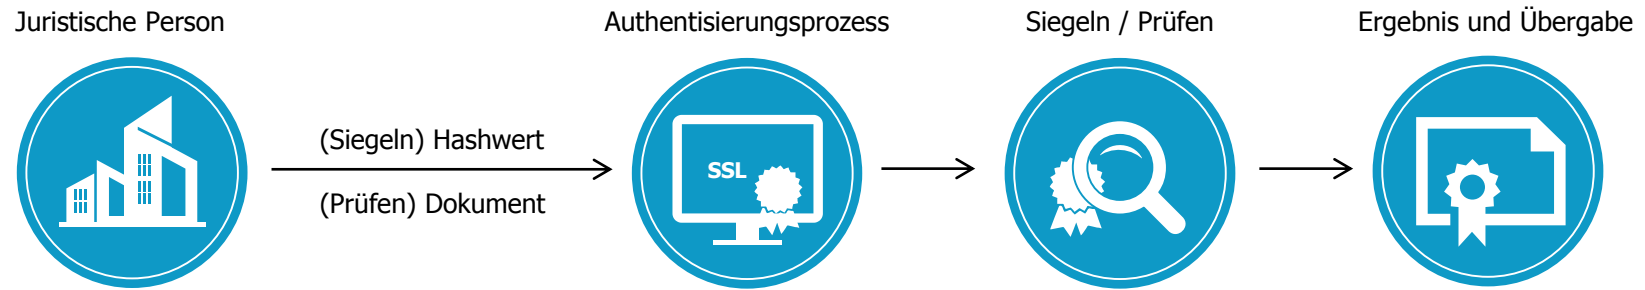 Juristische Person
(Siegeln) Hashwert
(Prüfen) Dokument
Authentisierungsprozess
SSL
Siegeln / Prüfen
Ergebnis und Übergabe